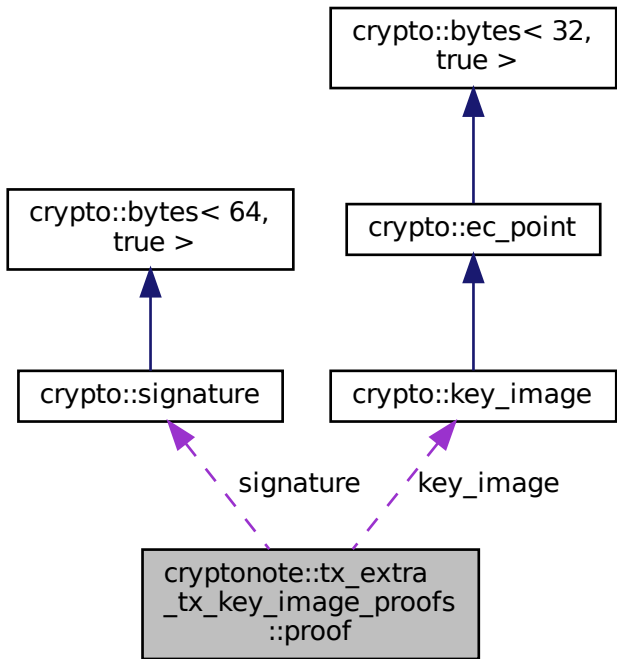 crypto::bytes< 32,
true >
crypto::bytes< 64,
true >
crypto::ec_point
crypto::signature
crypto::key_image
signature
key_image
cryptonote::tx_extra
_tx_key_image_proofs
::proof